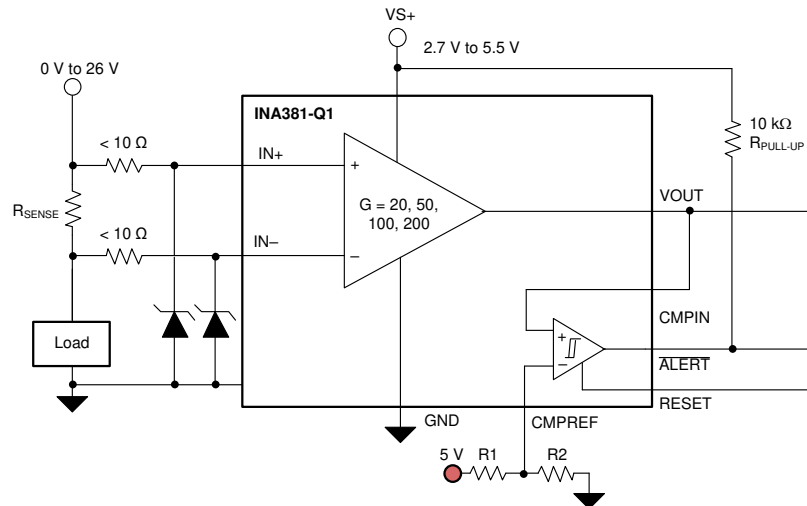 VS+
2.7 V to 5.5 V
0 V to 26 V
INA381-Q1
< 10 Ω
IN+
10 kΩ
RPULL-UP
+
G = 20, 50,
100, 200
VOUT
RSENSE
< 10 Ω
IN–
–
CMPIN
+
Load
–
ALERT
RESET
GND
CMPREF
5 V
R1
R2